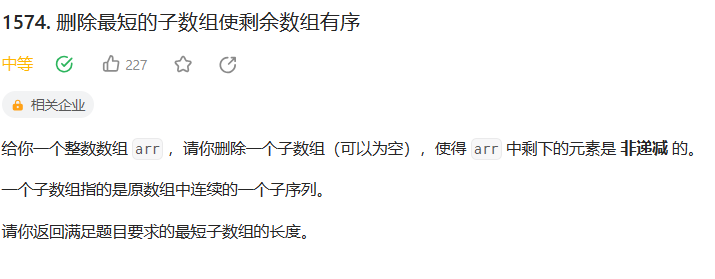 1574. 删除最短的子数组使剩余数组有序
中等 227
相关企业
给你一个整数数组 arr ，请你删除一个子数组（可以为空），使得 arr 中剩下的元素是 非递减 的。
一个子数组指的是原数组中连续的一个子序列。
请你返回满足题目要求的最短子数组的长度。